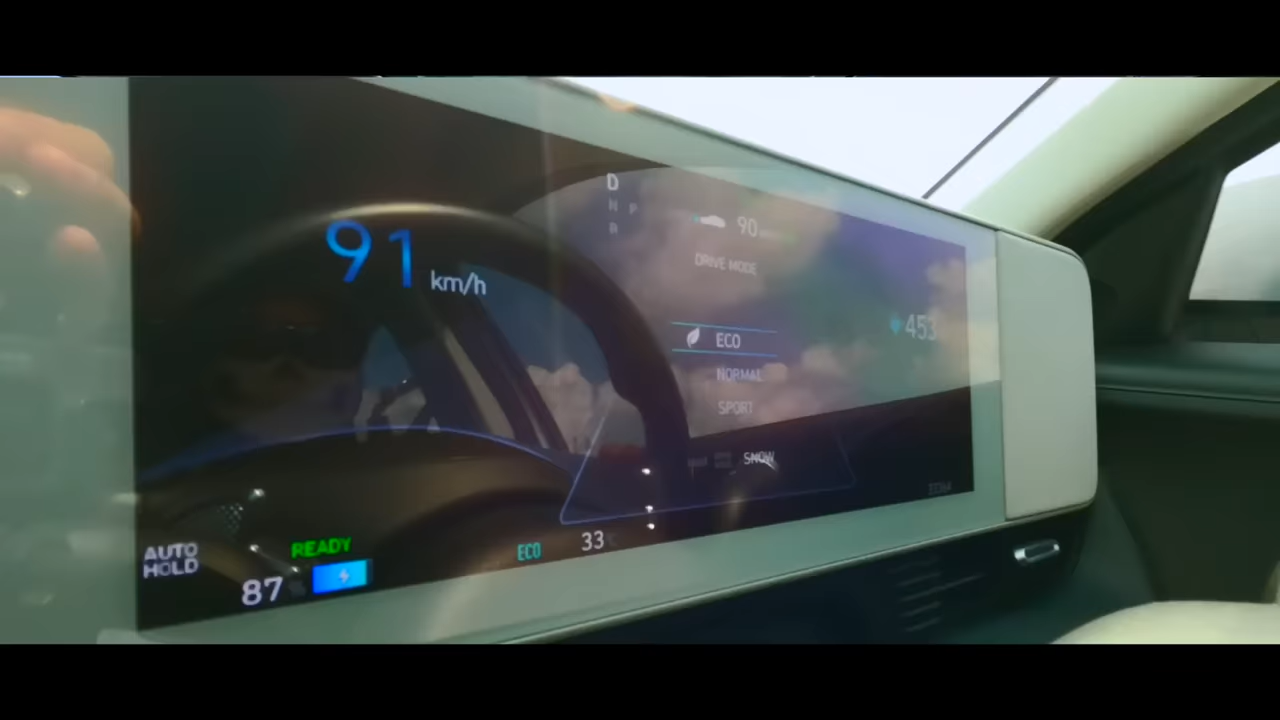 D
N P
R
90
DRIVE MODE
91 km/h
453
ECO
NORMAL
SPORT
SNOW
AUTO
HOLD
READY
87
ECO
33